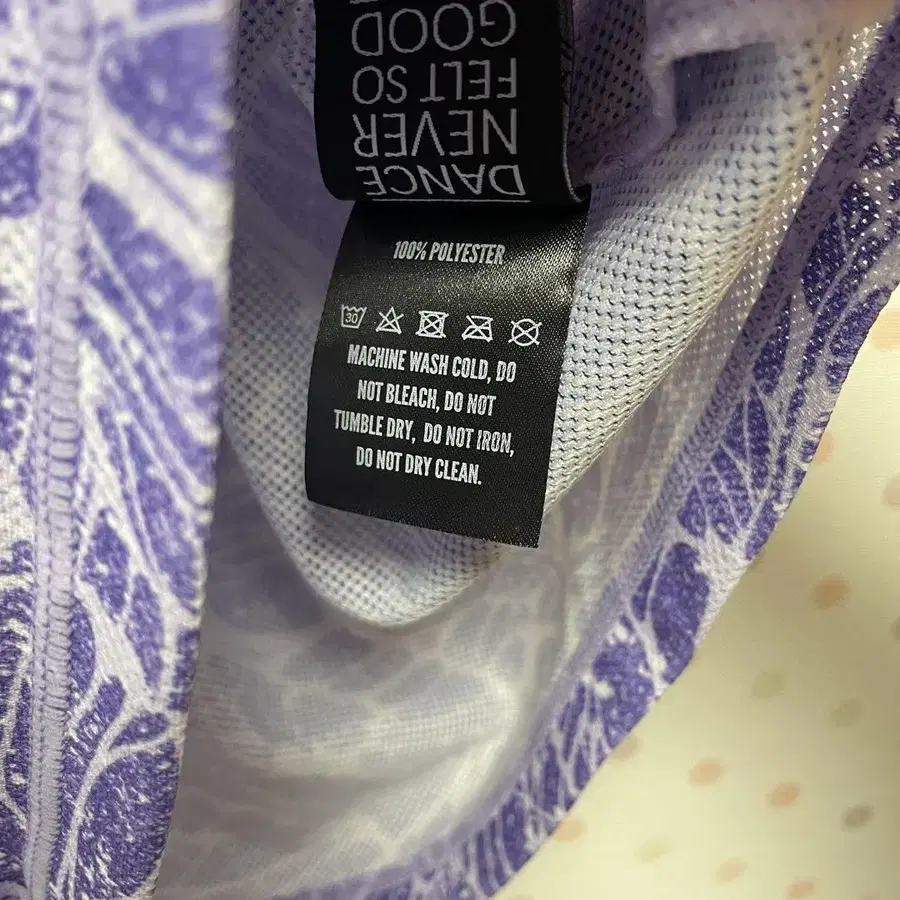 DANCE
NEVER
FELT SO
GOOD
100% POLYESTER
30
MACHINE WASH COLD, DO
NOT BLEACH, DO NOT
TUMBLE DRY, DO NOT IRON,
DO NOT DRY CLEAN.